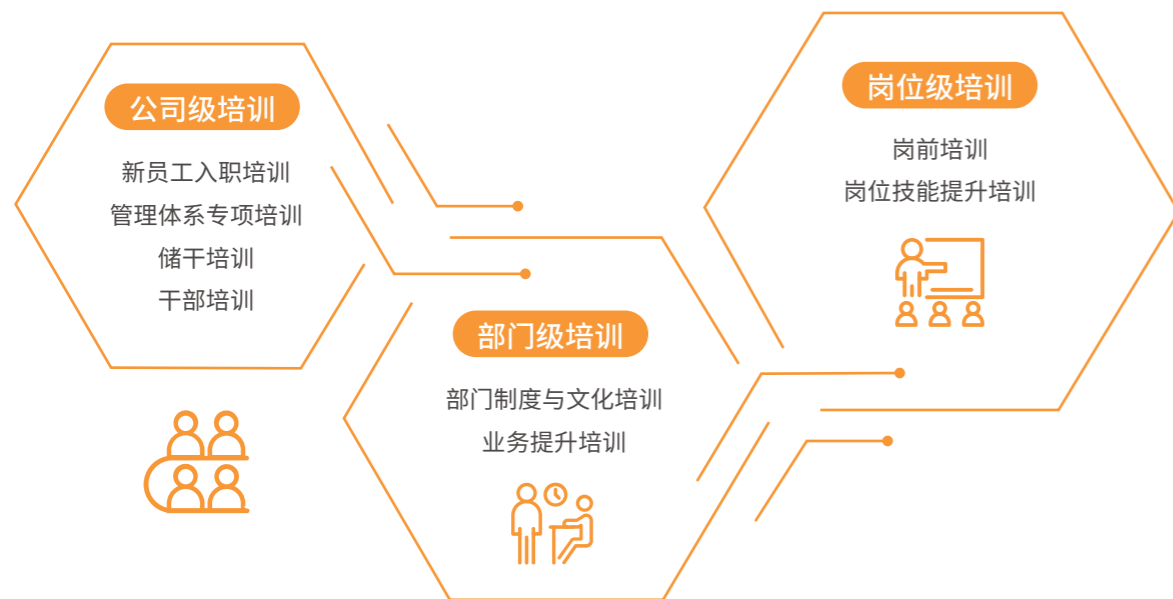 公司级培训
新员工入职培训
管理体系专项培训
储干培训
干部培训
部门级培训
部门制度与文化培训
业务提升培训
岗位级培训
岗前培训
岗位技能提升培训